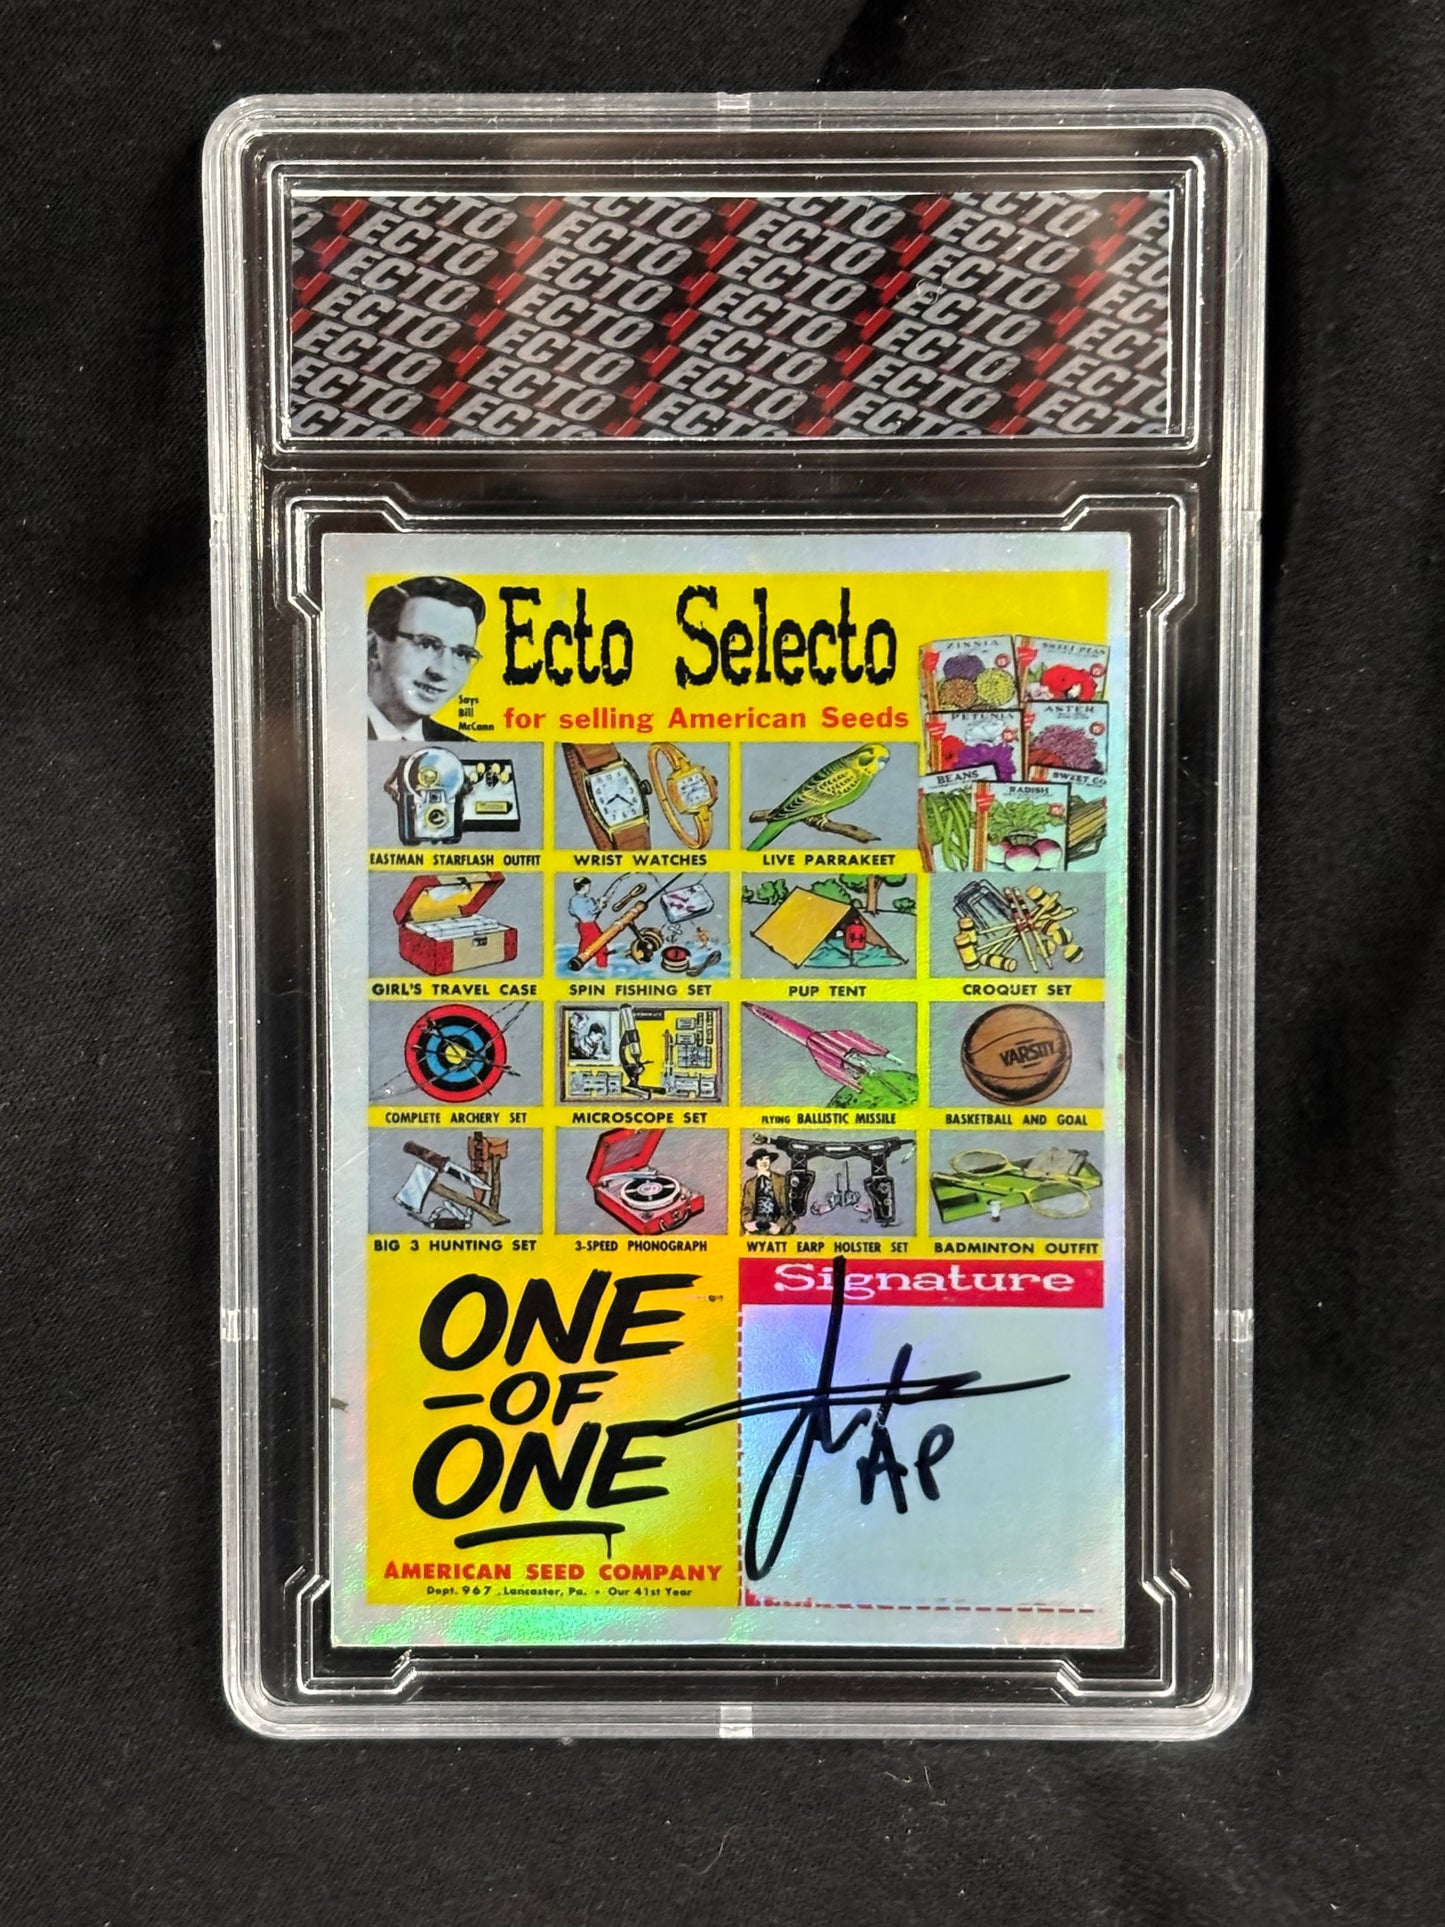 ECTO ECTO ECTO ECTO ECTO
Ecto Selecto
Says
Bill
McCann
for selling American Seeds
ZINNIA
SWEET PEAS
PETUNIA
ASTER
BEANS
SWEET CO
RADISH
EASTMAN STARFLASH OUTFIT
WRIST WATCHES
LIVE PARRAKEET
GIRL'S TRAVEL CASE
SPIN FISHING SET
PUP TENT
CROQUET SET
VARSITY
COMPLETE ARCHERY SET
MICROSCOPE SET
FLYING BALLISTIC MISSILE
BASKETBALL AND GOAL
BIG 3 HUNTING SET
3-SPEED PHONOGRAPH
WYATT EARP HOLSTER SET
BADMINTON OUTFIT
ONE
-OF
ONE
Signature
AP
AMERICAN SEED COMPANY
Dept. 967, Lancaster, Pa. • Our 41st Year